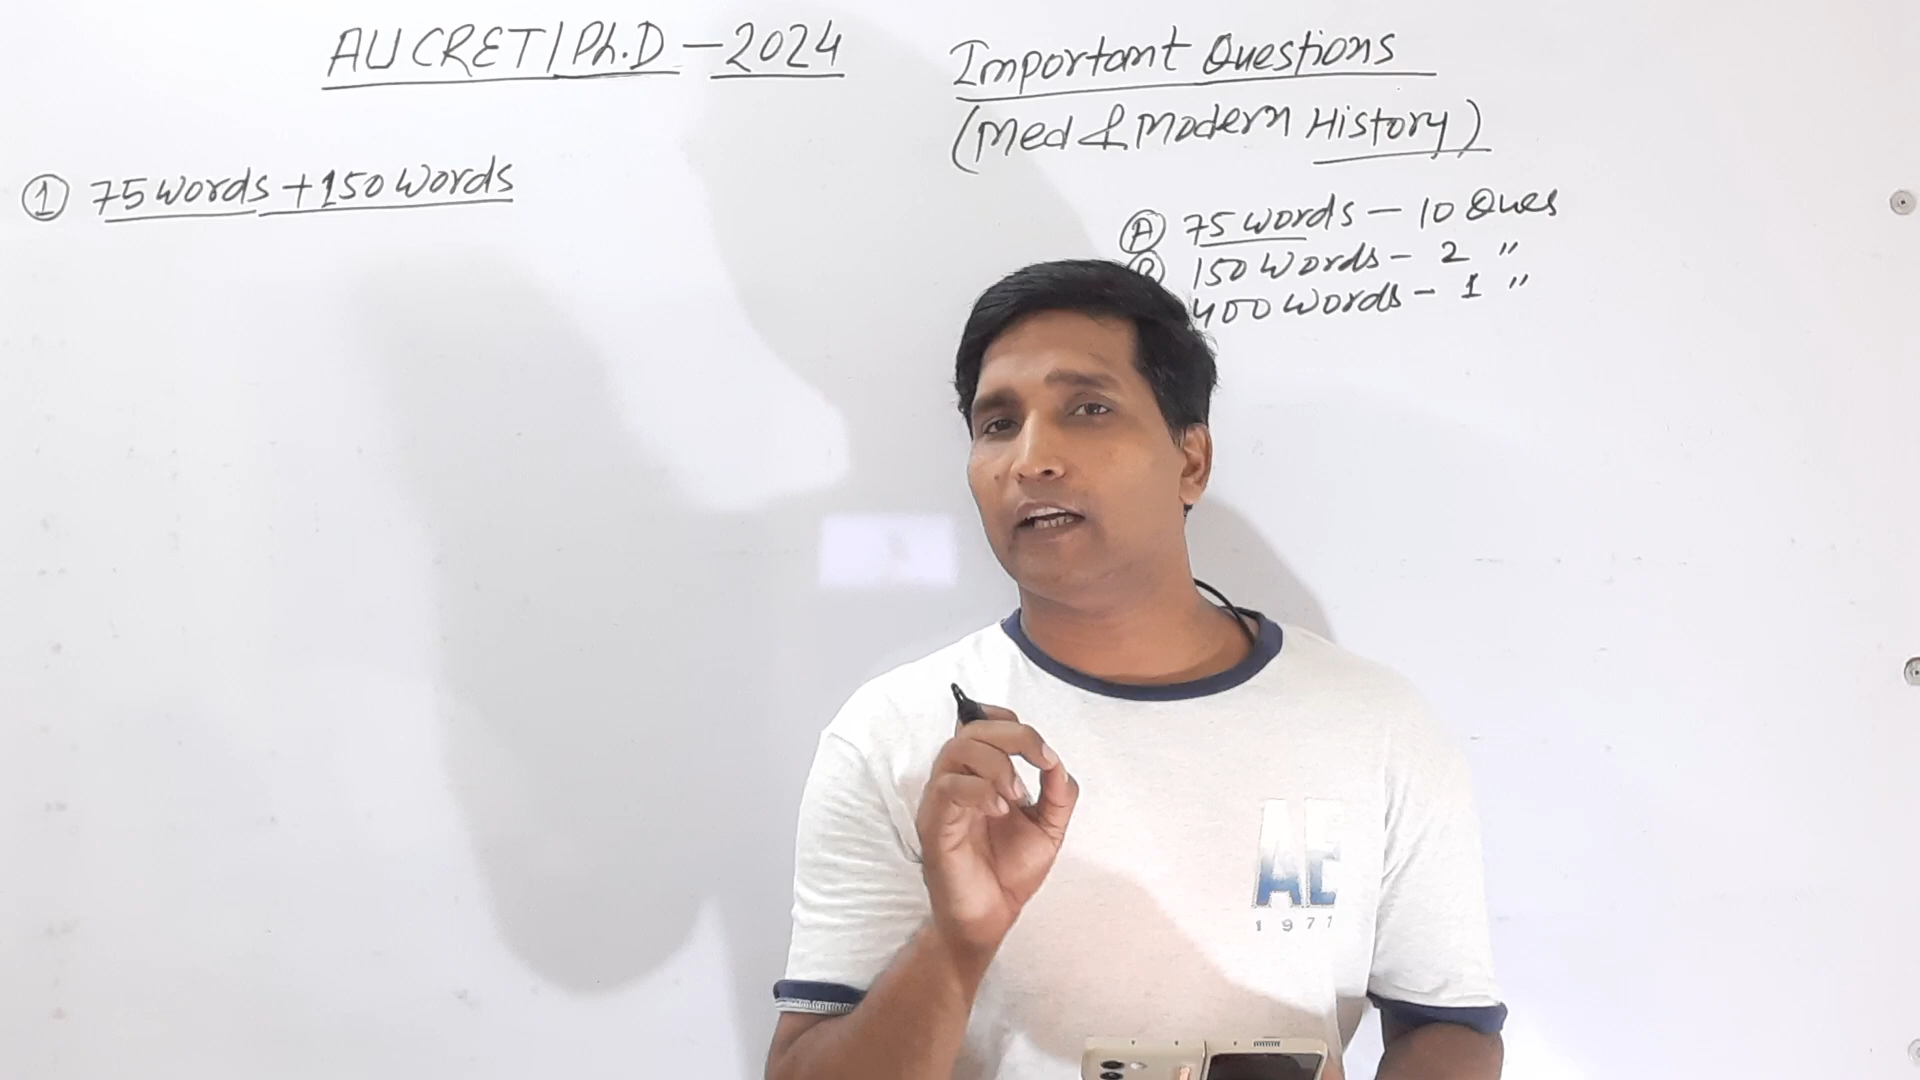 AU CRET/Ph.D - 2024
Important Questions
(Med & Modern History)
① 75 words + 150 words
Ⓐ 75 words - 10 Ques
Ⓑ 150 words - 2 "
400 words - 1 "
AE
1977